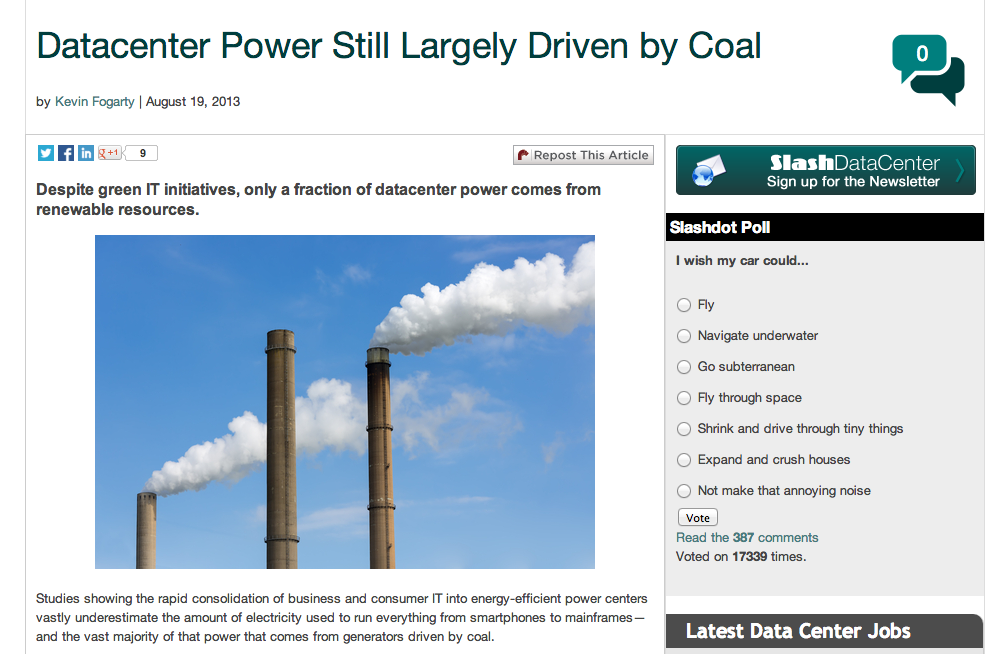 Datacenter Power Still Largely Driven by Coal
0
by Kevin Fogarty | August 19, 2013
g+1
9
Repost This Article
Despite green IT initiatives, only a fraction of datacenter power comes from
renewable resources.
Studies showing the rapid consolidation of business and consumer IT into energy-efficient power centers
vastly underestimate the amount of electricity used to run everything from smartphones to mainframes—
and the vast majority of that power that comes from generators driven by coal.
SlashDataCenter
Sign up for the Newsletter
Slashdot Poll
I wish my car could...
Fly
Navigate underwater
Go subterranean
Fly through space
Shrink and drive through tiny things
Expand and crush houses
Not make that annoying noise
Vote
Read the 387 comments
Voted on 17339 times.
Latest Data Center Jobs